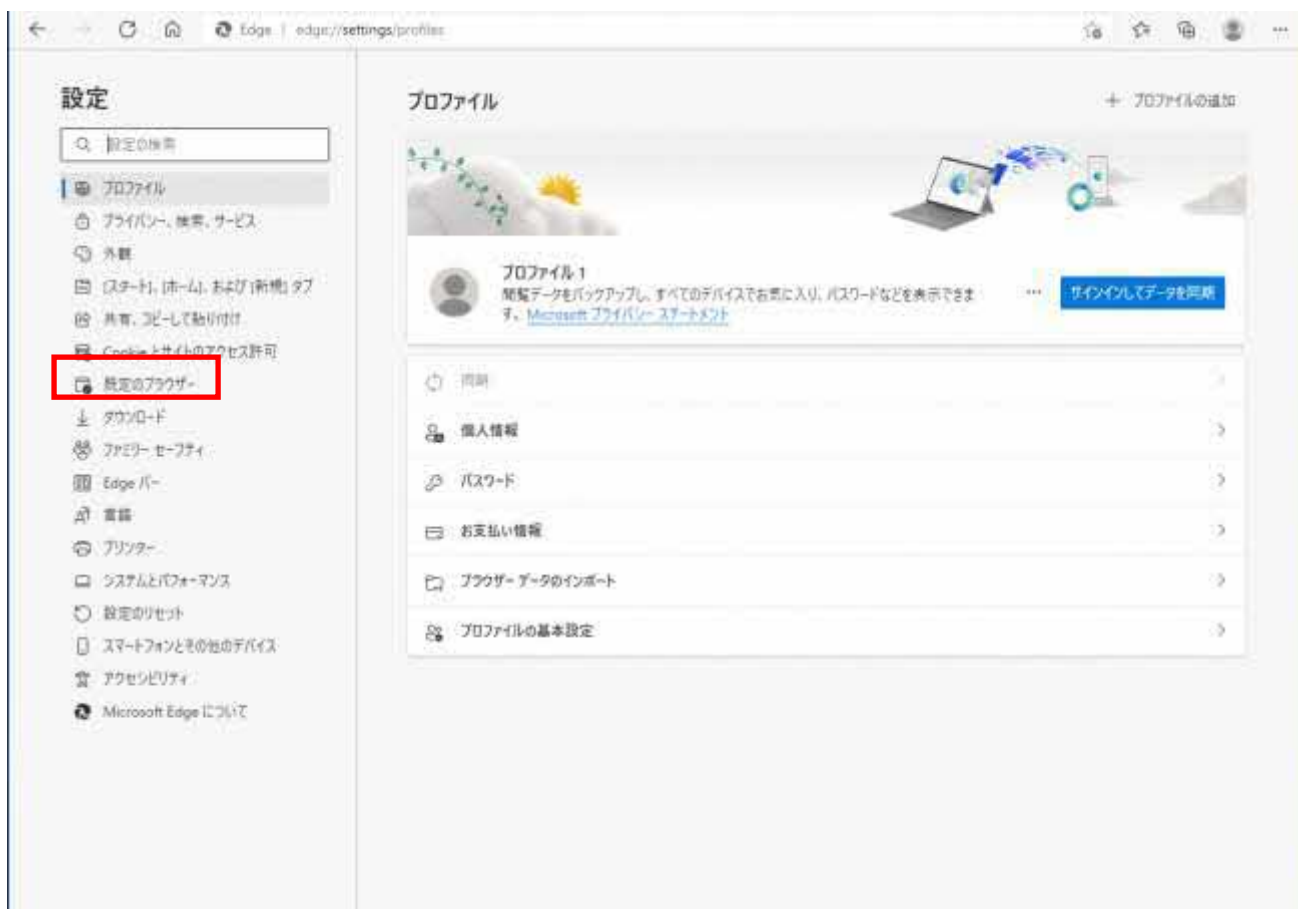 Edge | edge://settings/profiles
設定
プロファイル
+ プロファイルの追加
設定の検索
プロファイル
プライバシー、検索、サービス
外観
[スタート]、[ホーム]、および [新規] タブ
共有、コピーして貼り付け
Cookie とサイトのアクセス許可
既定のブラウザー
ダウンロード
ファミリー セーフティ
Edge バー
言語
プリンター
システムとパフォーマンス
設定のリセット
スマートフォンとその他のデバイス
アクセシビリティ
Microsoft Edge について
プロファイル 1
閲覧データをバックアップし、すべてのデバイスでお気に入り、パスワードなどを表示できま
す。Microsoft プライバシー ステートメント
サインインしてデータを同期
同期
個人情報
パスワード
お支払い情報
ブラウザー データのインポート
プロファイルの基本設定